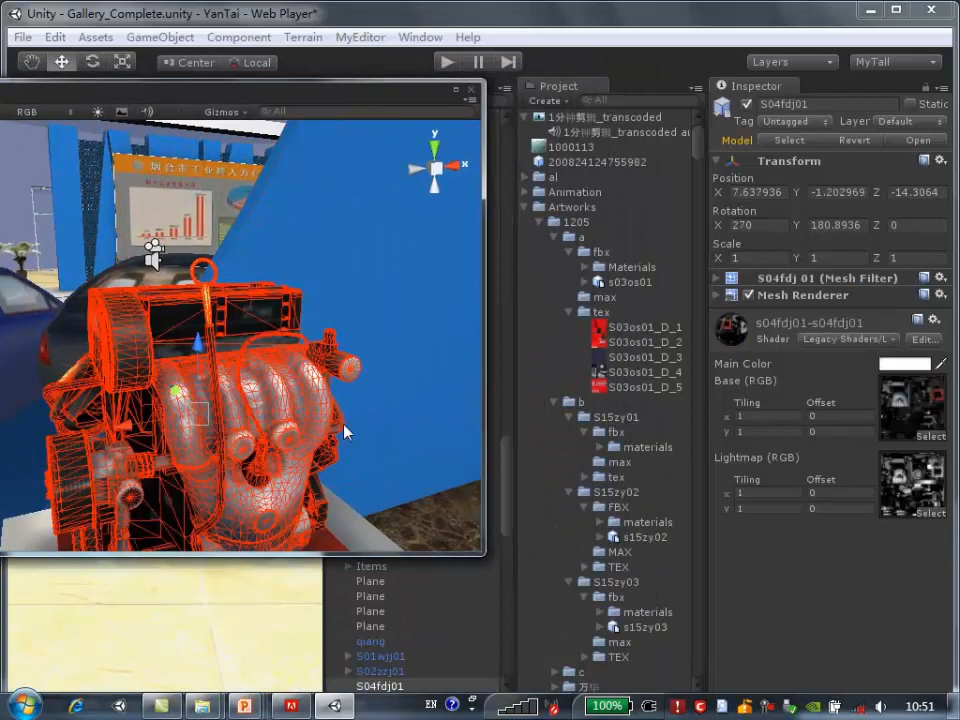 Unity - Gallery_Complete.unity - YanTai - Web Player*
File Edit Assets GameObject Component Terrain MyEditor Window Help
Center Local Layers MyTall
RGB Gizmos All
y
x
Project
Create All
1分钟剪辑_transcoded
1分钟剪辑_transcoded au
1000113
200824124755982
al
Animation
Artworks
1205
a
fbx
Materials
s03os01
max
tex
S03os01_D_1
S03os01_D_2
S03os01_D_3
S03os01_D_4
S03os01_D_5
b
S15zy01
fbx
materials
max
tex
S15zy02
FBX
materials
s15zy02
MAX
TEX
S15zy03
fbx
materials
s15zy03
max
TEX
c
万华
Items
Plane
Plane
Plane
Plane
qiang
S01wjj01
S02zzj01
S04fdj01
Inspector
S04fdj01 Static
Tag Untagged Layer Default
Model Select Revert Open
Transform
Position
X 7.637936 Y -1.202969 Z -14.3064
Rotation
X 270 Y 180.8936 Z 0
Scale
X 1 Y 1 Z 1
S04fdj 01 (Mesh Filter)
Mesh Renderer
s04fdj01-s04fdj01
Shader Legacy Shaders/L Edit...
Main Color
Base (RGB)
Tiling Offset
x 1 0
y 1 0
Select
Lightmap (RGB)
Tiling Offset
x 1 0
y 1 0
Select
EN 100% 10:51